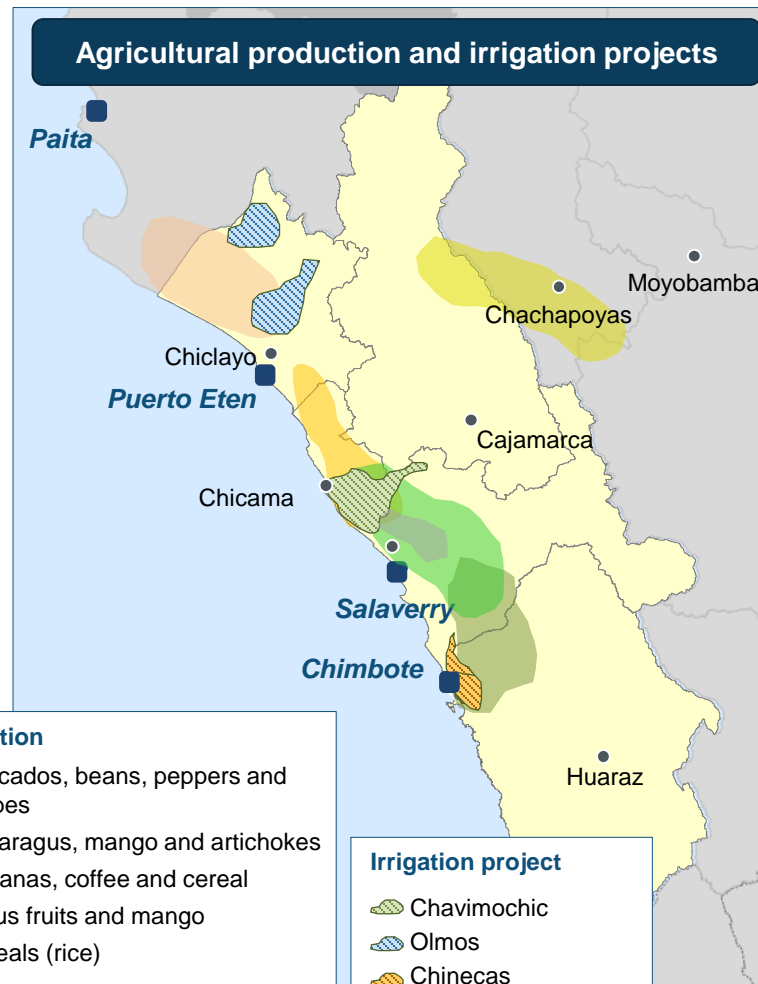 Agricultural production and irrigation projects
Paita
Moyobamba
Chachapoyas
Chiclayo
Puerto Eten
Cajamarca
Chicama
Salaverry
Chimbote
Huaraz
tion
cados, beans, peppers and
oes
aragus, mango and artichokes
anas, coffee and cereal
us fruits and mango
eals (rice)
Irrigation project
Chavimochic
Olmos
Chinecas